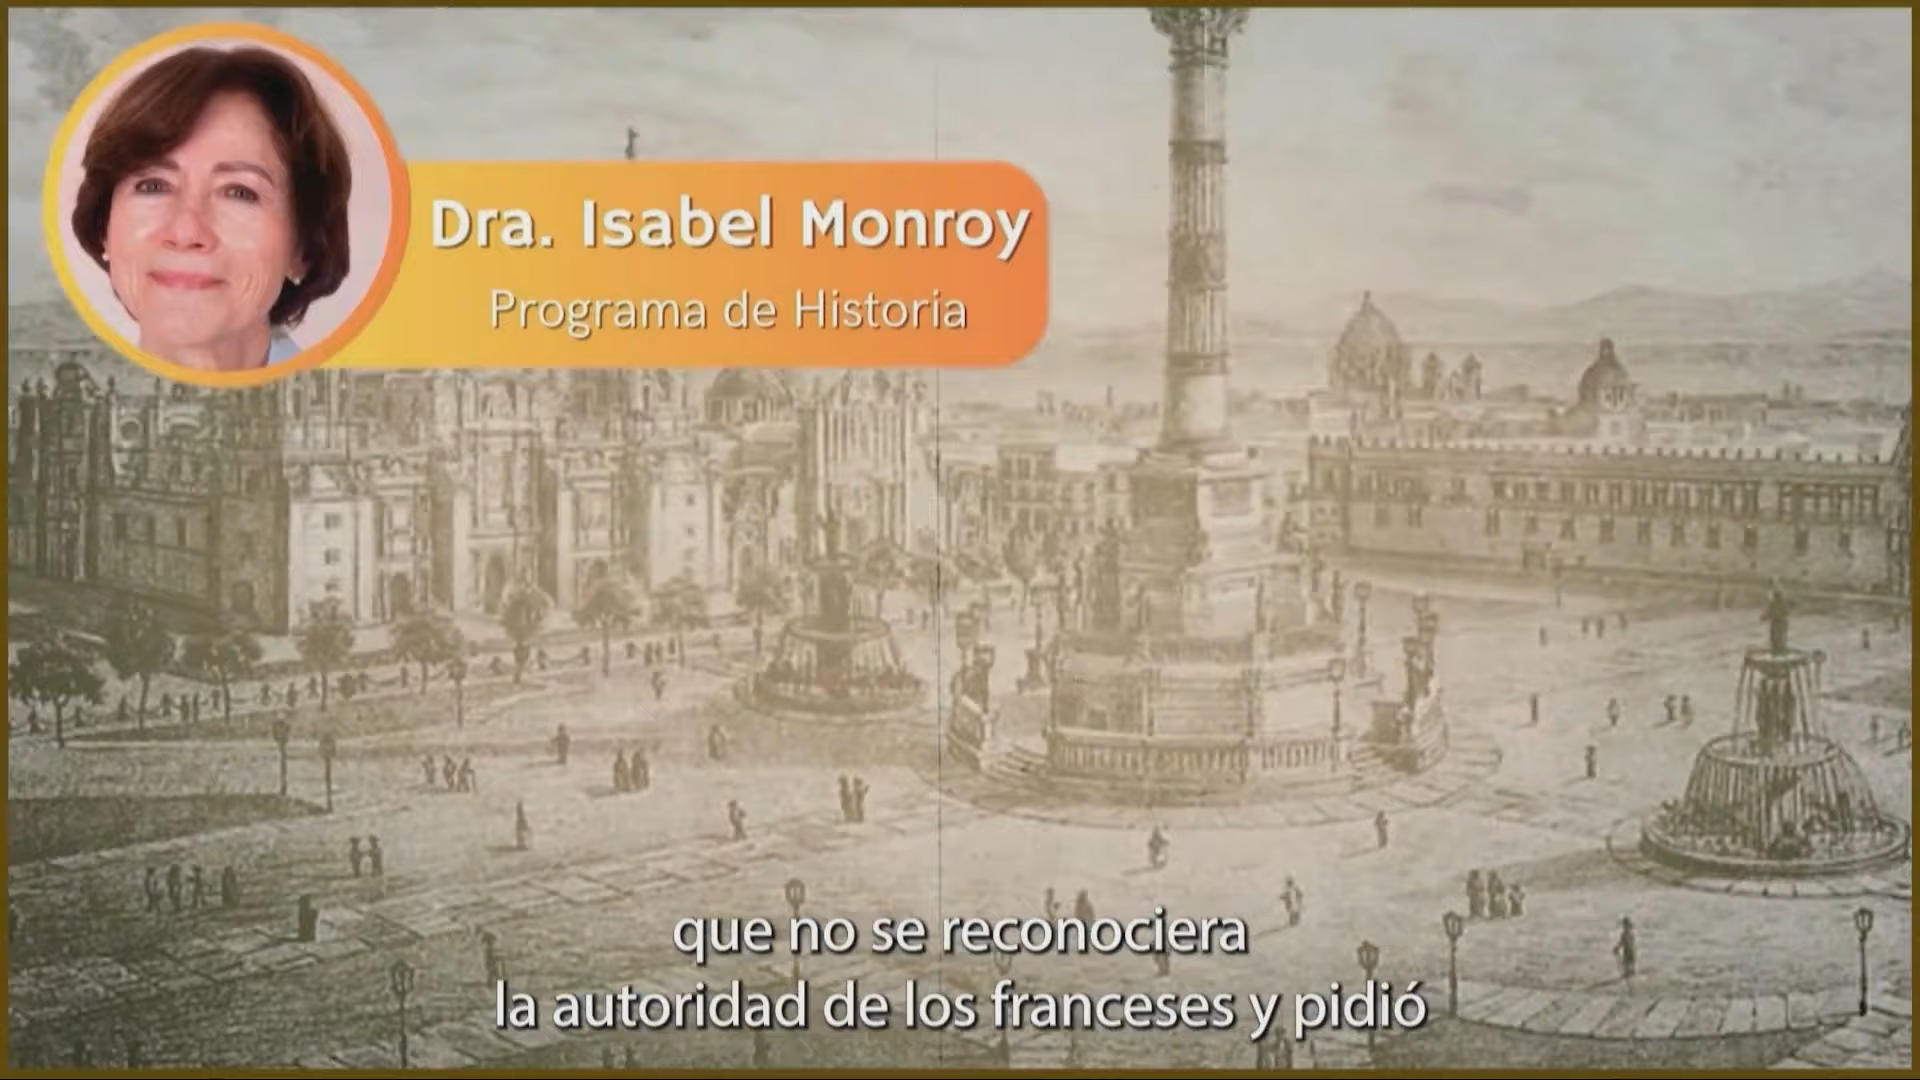 Dra. Isabel Monroy
Programa de Historia
que no se reconociera
la autoridad de los franceses y pidió